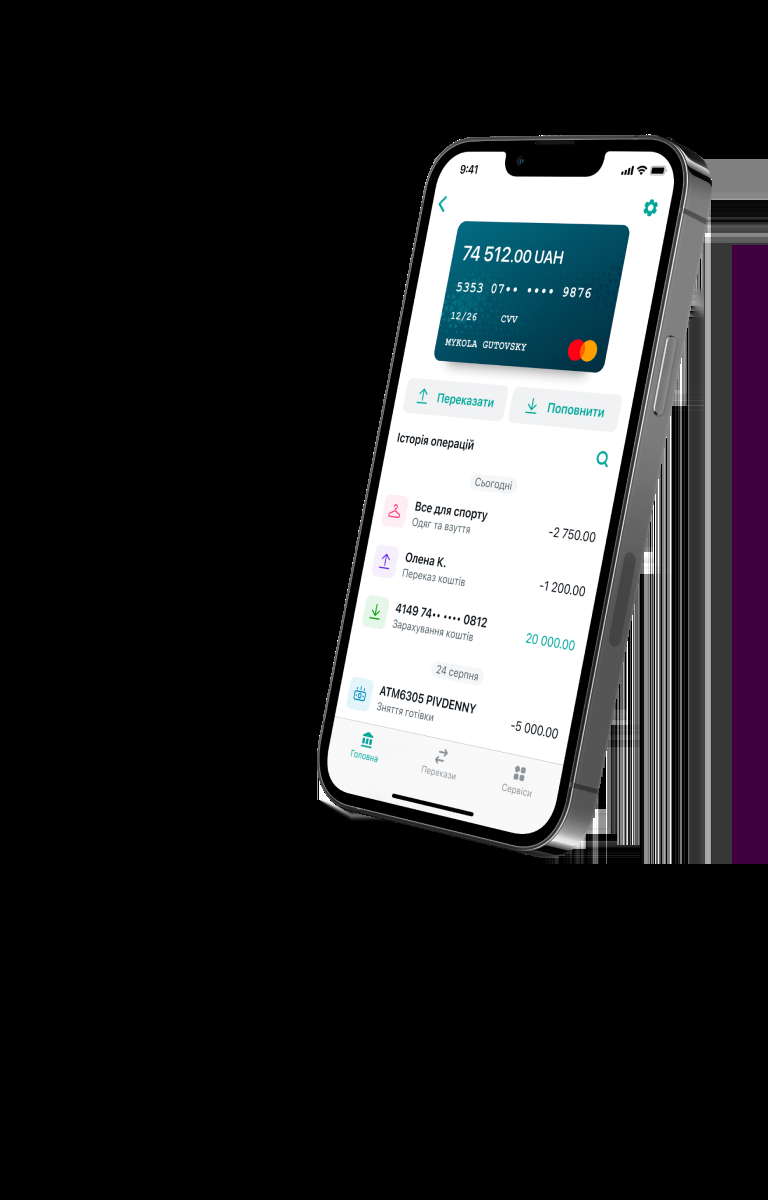 9:41
74 512.00 UAH
5353 07•• •••• 9876
12/26 CVV
MYKOLA GUTOVSKY
Переказати
Поповнити
Історія операцій
Сьогодні
Все для спорту
Одяг та взуття
-2 750.00
Олена К.
Переказ коштів
-1 200.00
4149 74•• •••• 0812
Зарахування коштів
20 000.00
24 серпня
ATM6305 PIVDENNY
Зняття готівки
-5 000.00
Головна
Перекази
Сервіси